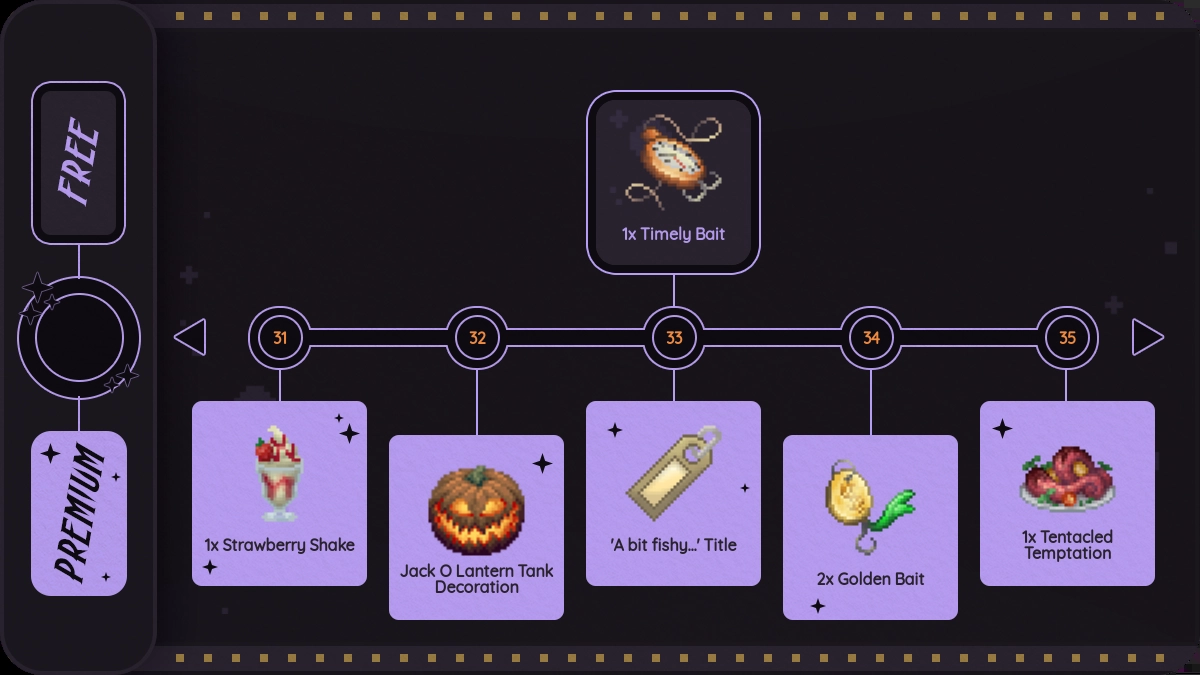 FREE
1x Timely Bait
31
32
33
34
35
PREMIUM
1x Strawberry Shake
Jack O Lantern Tank
Decoration
'A bit fishy...' Title
2x Golden Bait
1x Tentacled
Temptation